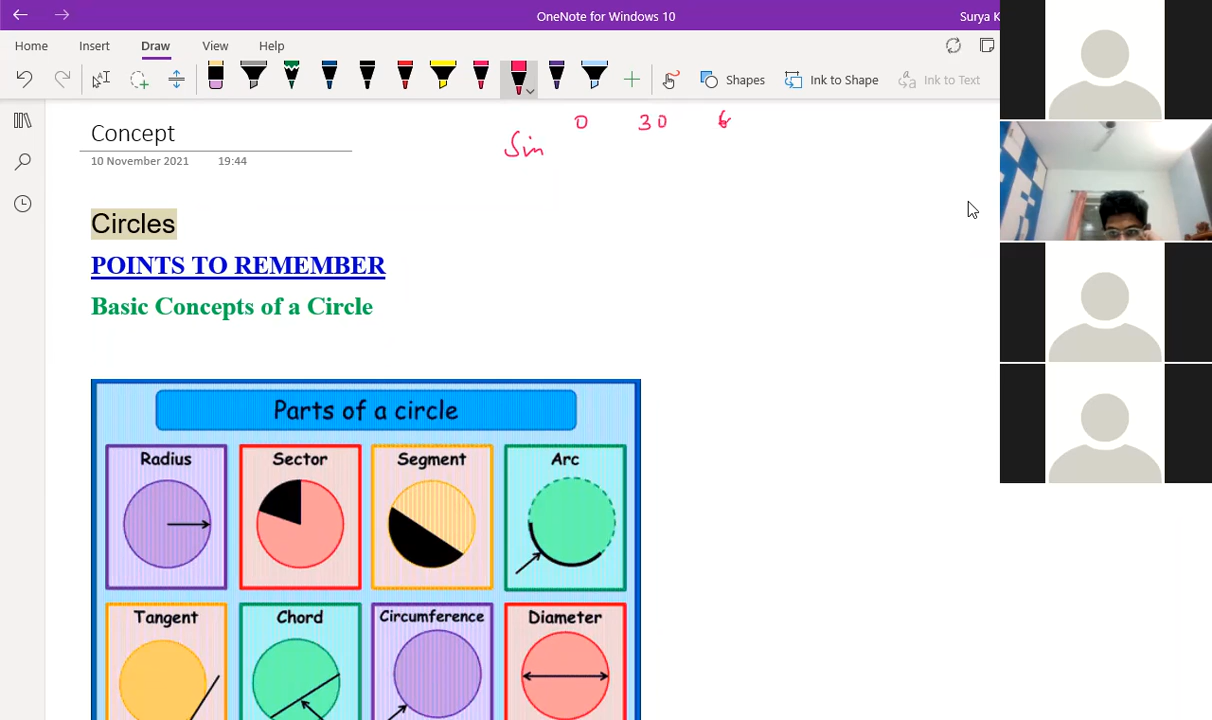 OneNote for Windows 10
Surya K
Home Insert Draw View Help
Shapes Ink to Shape Ink to Text
Concept
10 November 2021 19:44
0 30 6
Sin
Circles
POINTS TO REMEMBER
Basic Concepts of a Circle
Parts of a circle
Radius Sector Segment Arc
Tangent Chord Circumference Diameter